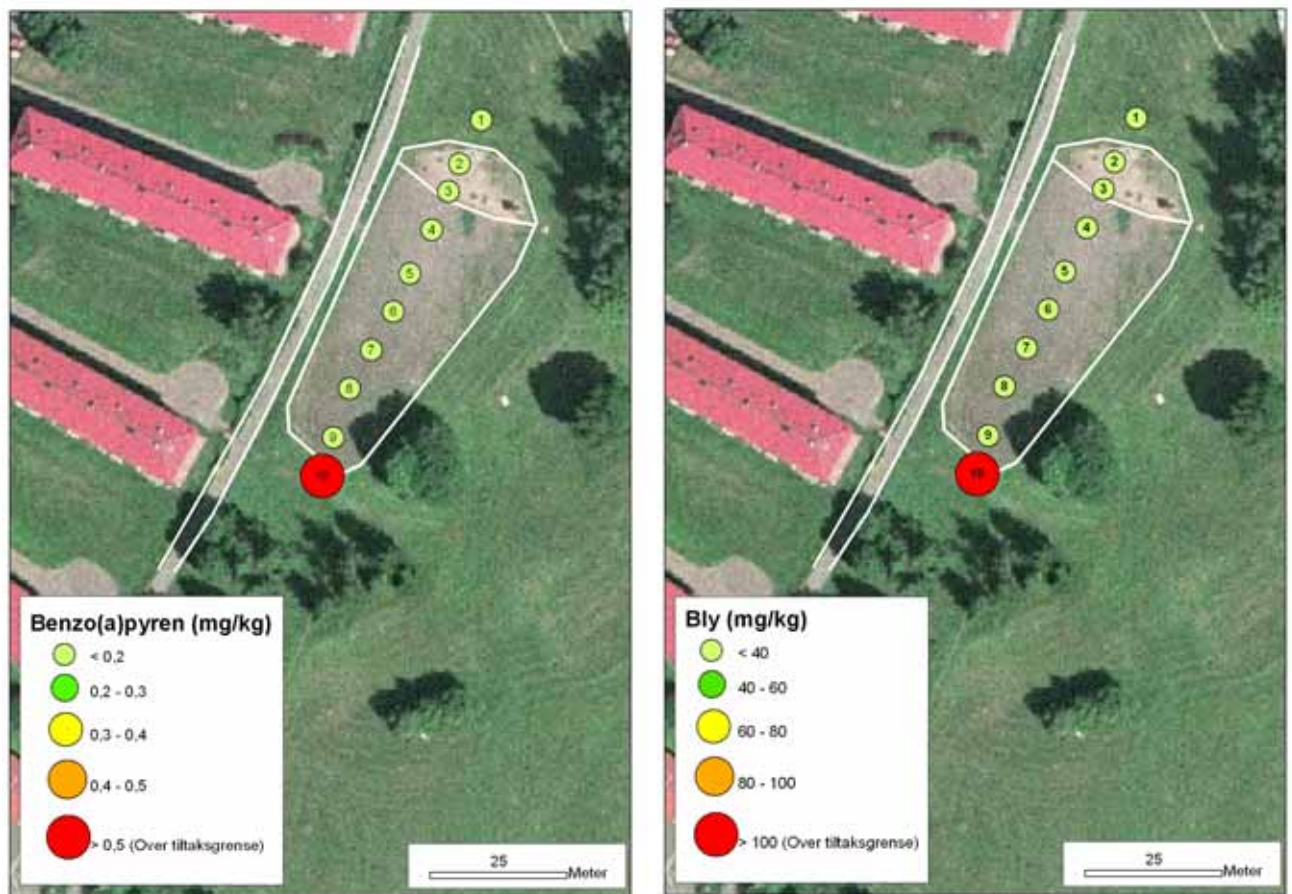 1
2
3
4
5
6
7
8
9
10
Benzo(a)pyren (mg/kg)
< 0,2
0,2 - 0,3
0,3 - 0,4
0,4 - 0,5
> 0,5 (Over tiltaksgrense)
25
Meter
1
2
3
4
5
6
7
8
9
10
Bly (mg/kg)
< 40
40 - 60
60 - 80
80 - 100
> 100 (Over tiltaksgrense)
25
Meter